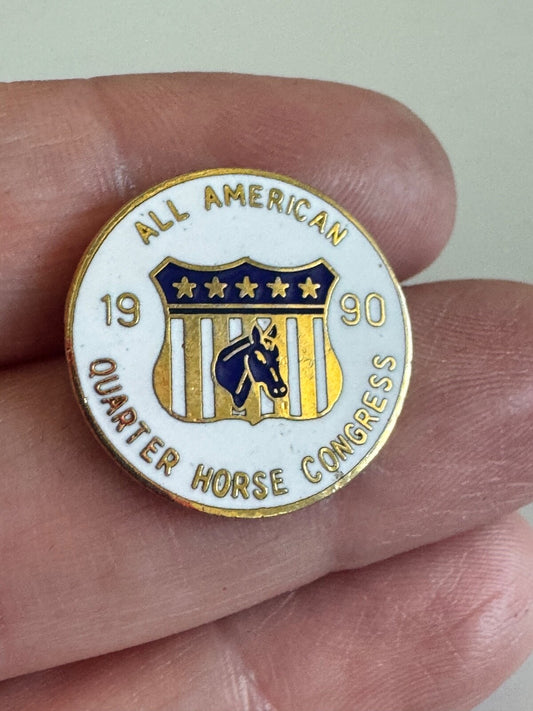 ALL AMERICAN
19 90
QUARTER HORSE CONGRESS